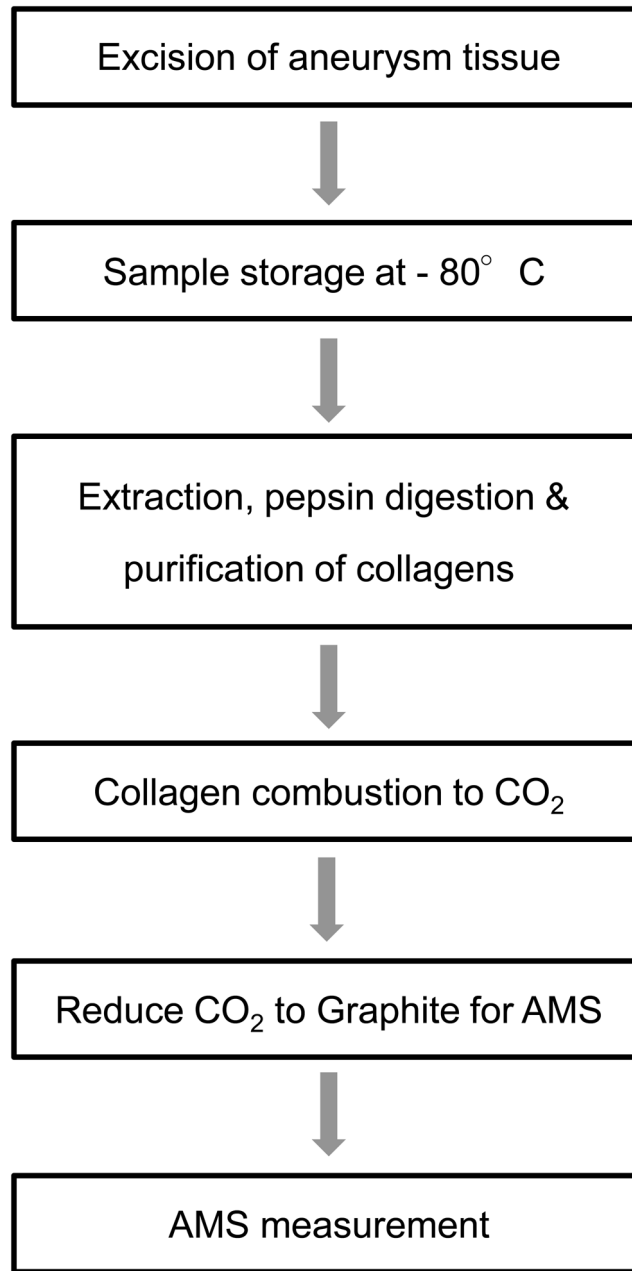 Excision of aneurysm tissue
Sample storage at - 80° C
Extraction, pepsin digestion &
purification of collagens
Collagen combustion to CO₂
Reduce CO₂ to Graphite for AMS
AMS measurement